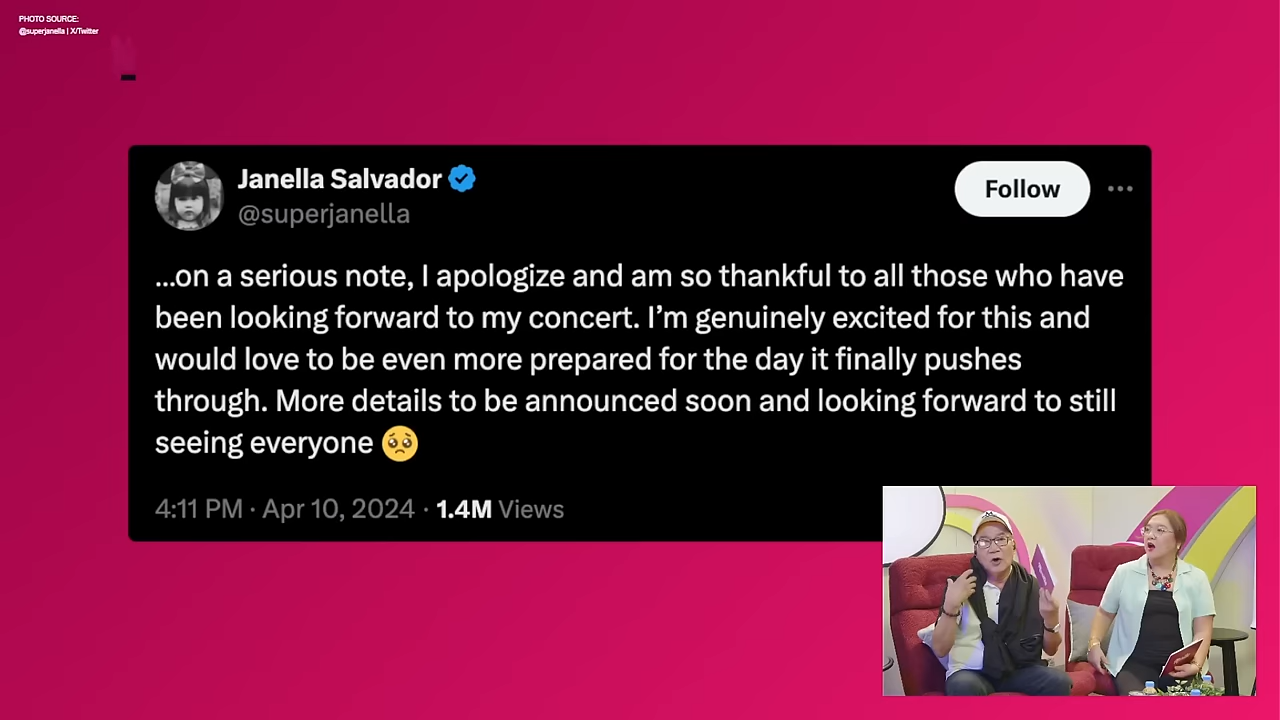 PHOTO SOURCE:
@superjanella | X/Twitter
Janella Salvador
@superjanella
Follow
...on a serious note, I apologize and am so thankful to all those who have
been looking forward to my concert. I’m genuinely excited for this and
would love to be even more prepared for the day it finally pushes
through. More details to be announced soon and looking forward to still
seeing everyone 🥺
4:11 PM · Apr 10, 2024 · 1.4M Views